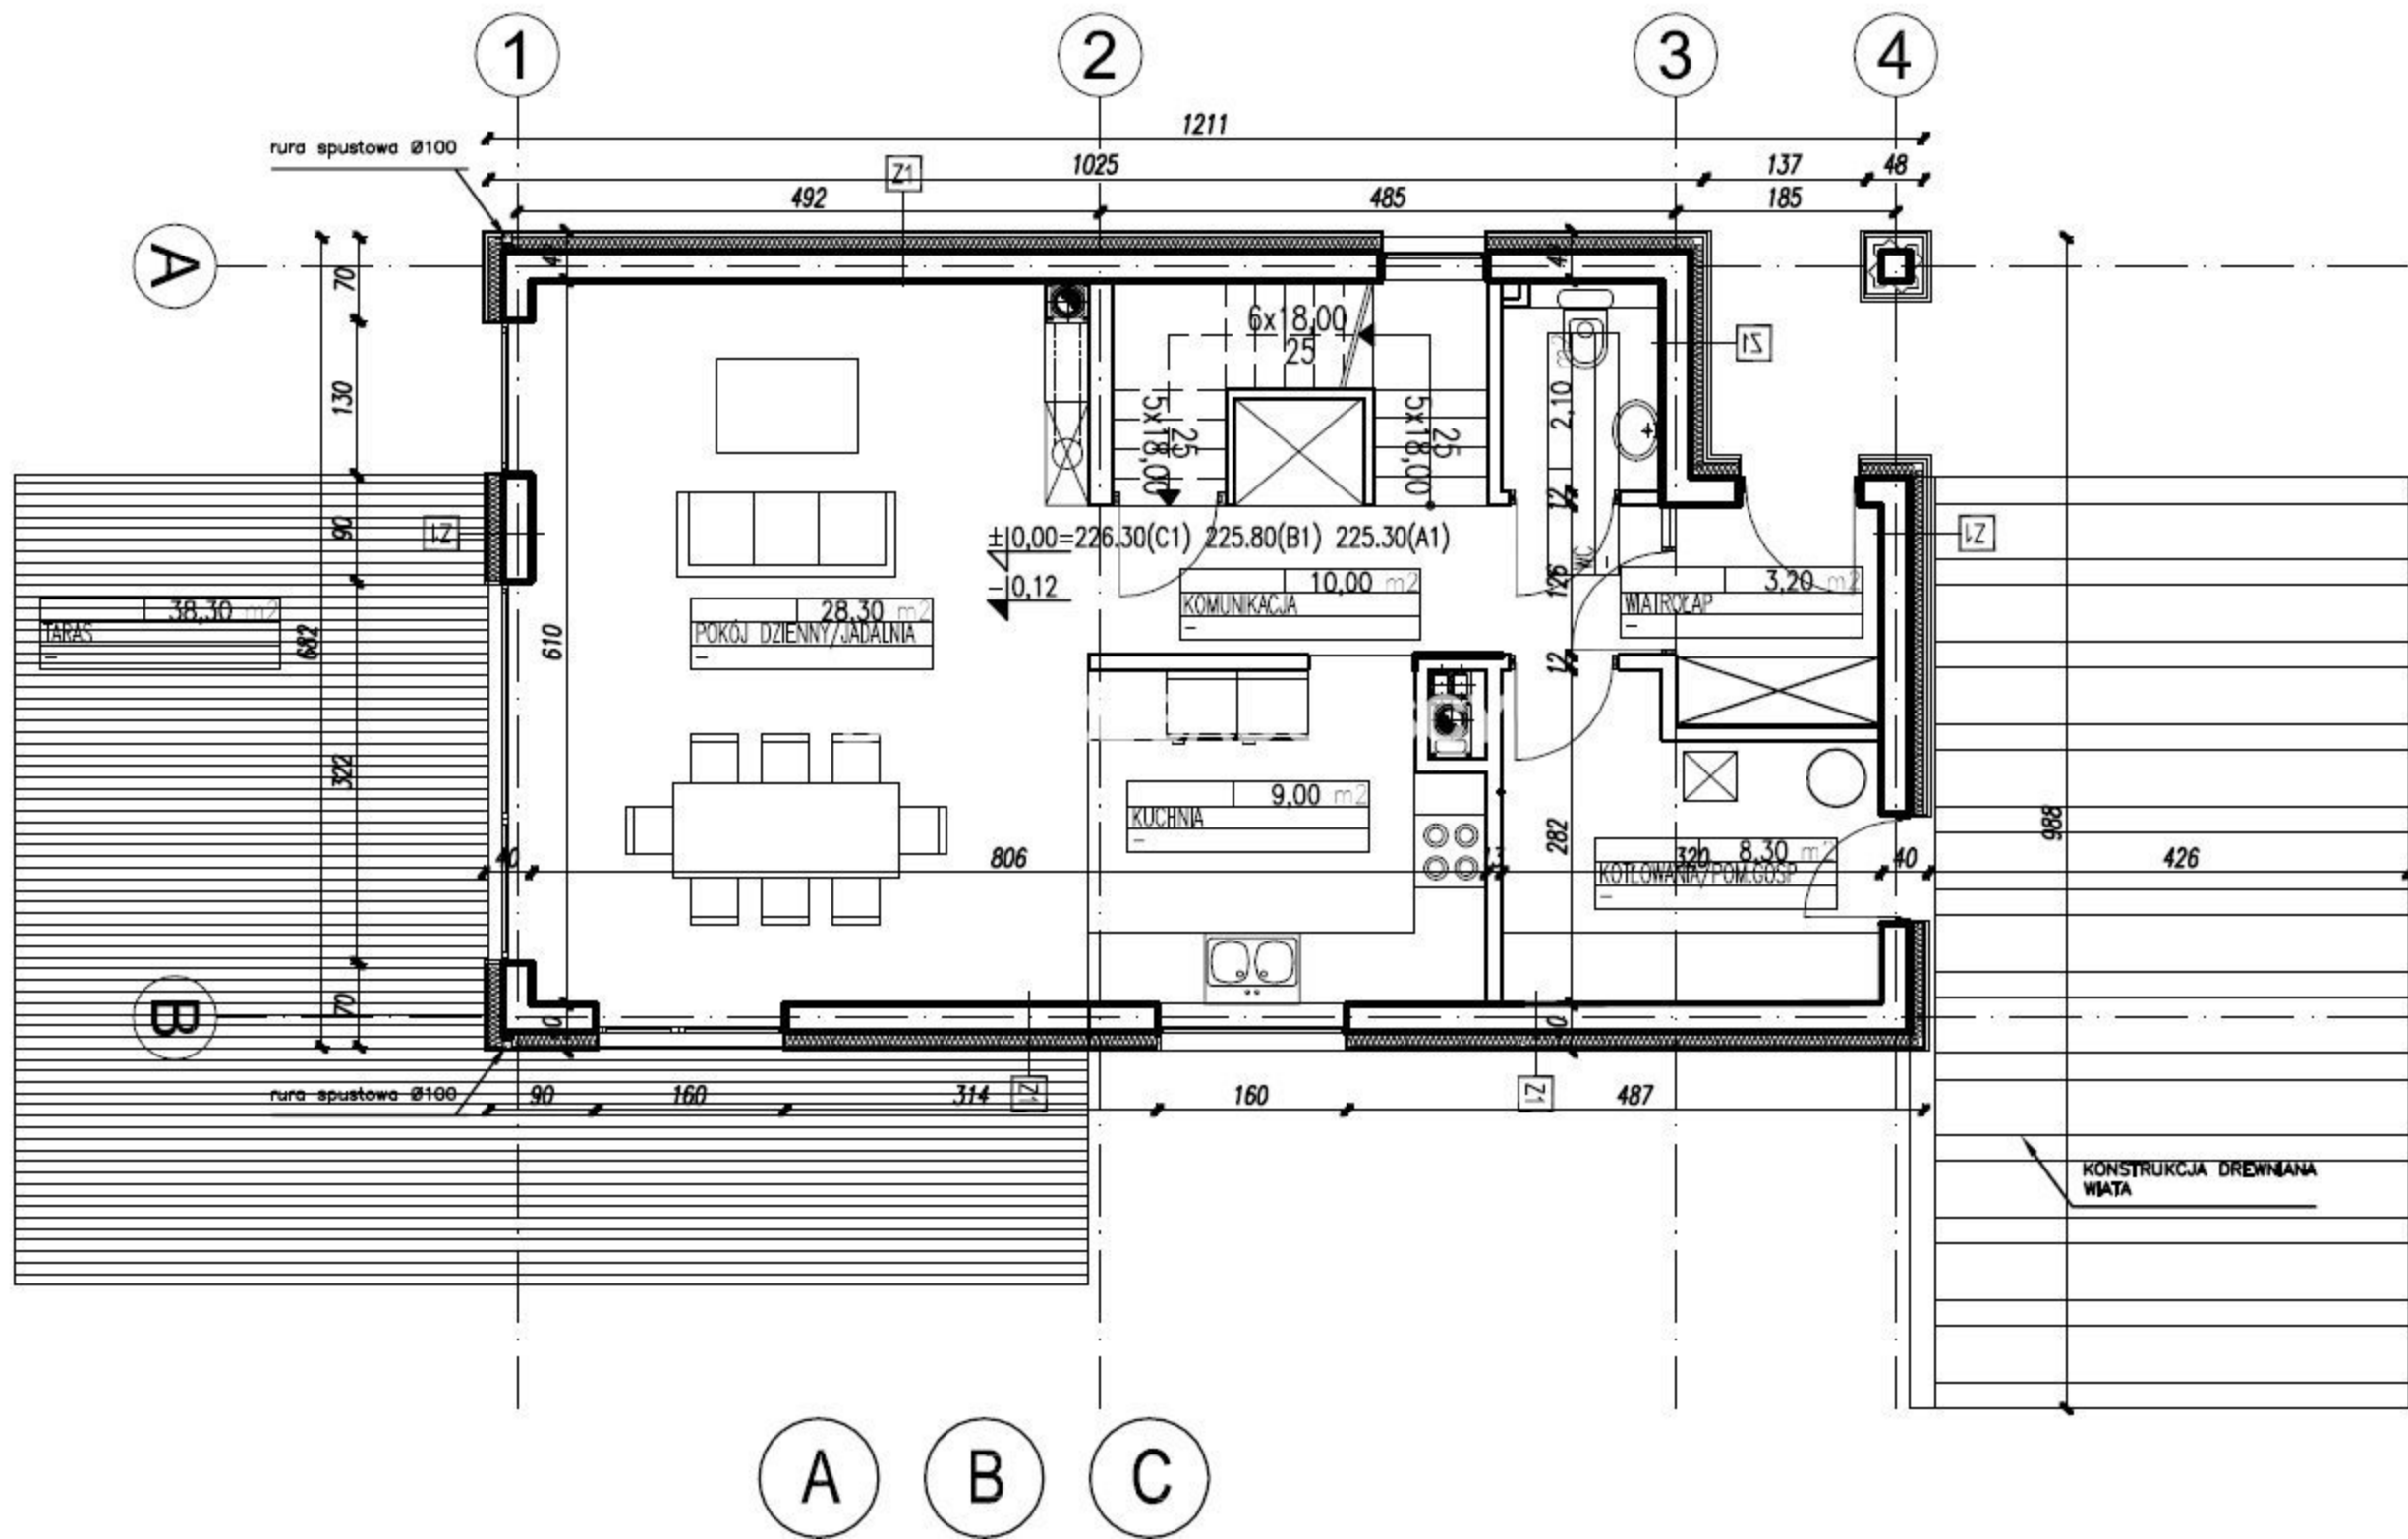 1 2 3 4
1211
rura spustowa Ø100
1025 137 48
Z1
492 485 185
A
70
42
42
6x18,00
25
Z1
130
2,10 m2
5x18,00
25
5x18,00
25
12
90
Z1
Z1
±0,00=226.30(C1) 225.80(B1) 225.30(A1)
-0,12
WC
-
126
10,00 m2
KOMUNIKACJA
-
3,20 m2
WIATROŁAP
-
38,30 m2
TARAS
-
682
610
28,30 m2
POKÓJ DZIENNY/JADALNIA
-
12
322
9,00 m2
KUCHNIA
-
282
988
40 806 13 320 40 426
8,30 m2
KOTŁOWANIA/POM.GOSP
-
B
70
rura spustowa Ø100
90 160 314 160 487
Z1
Z1
KONSTRUKCJA DREWNIANA
WIATA
A B C